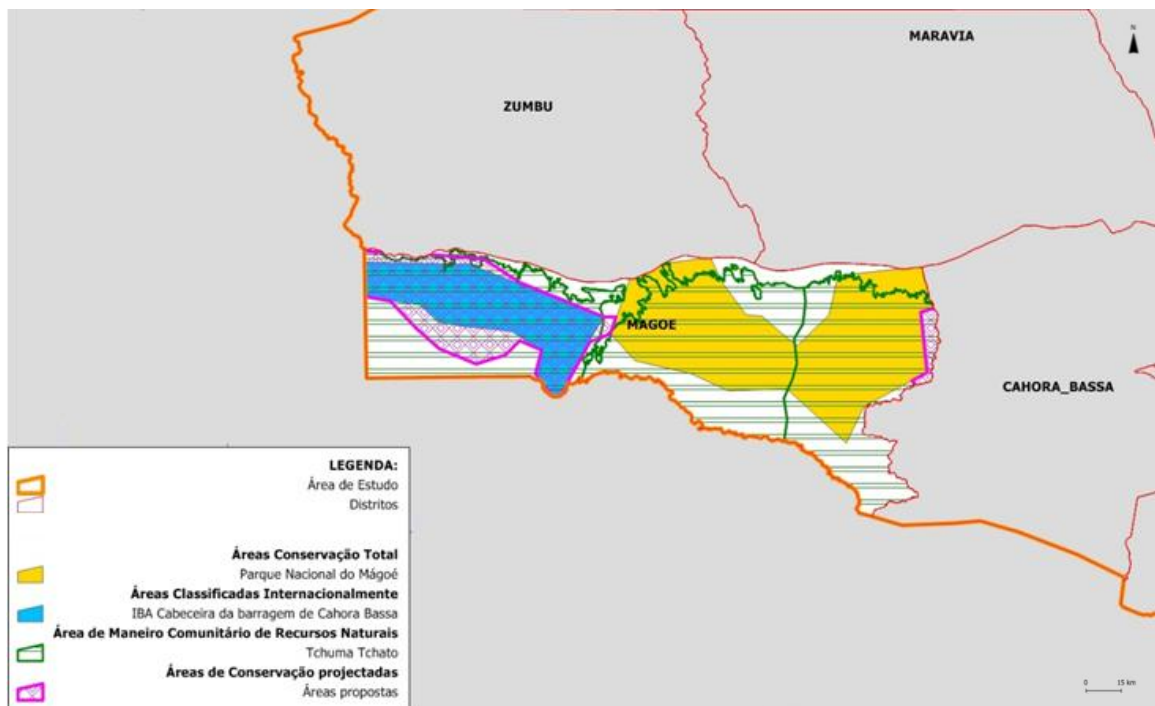 MARAVIA
N
ZUMBU
MAGOE
CAHORA_BASSA
LEGENDA:
Área de Estudo
Distritos
Áreas Conservação Total
Parque Nacional do Mágoé
Áreas Classificadas Internacionalmente
IBA Cabeceira da barragem de Cahora Bassa
Área de Maneiro Comunitário de Recursos Naturais
Tchuma Tchato
Áreas de Conservação projectadas
Áreas propostas
0 15 km